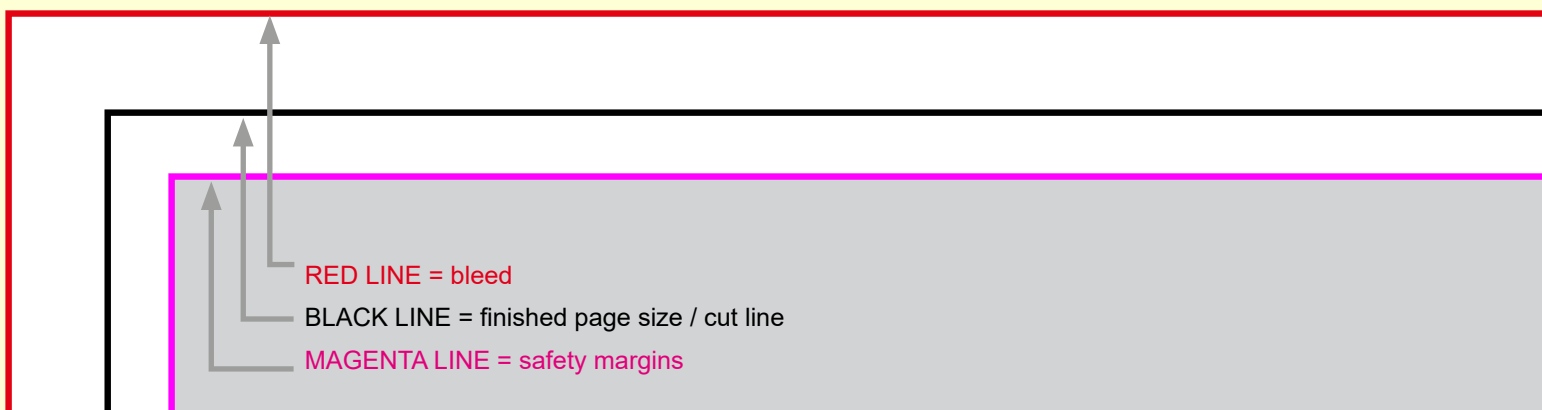 RED LINE = bleed
BLACK LINE = finished page size / cut line
MAGENTA LINE = safety margins